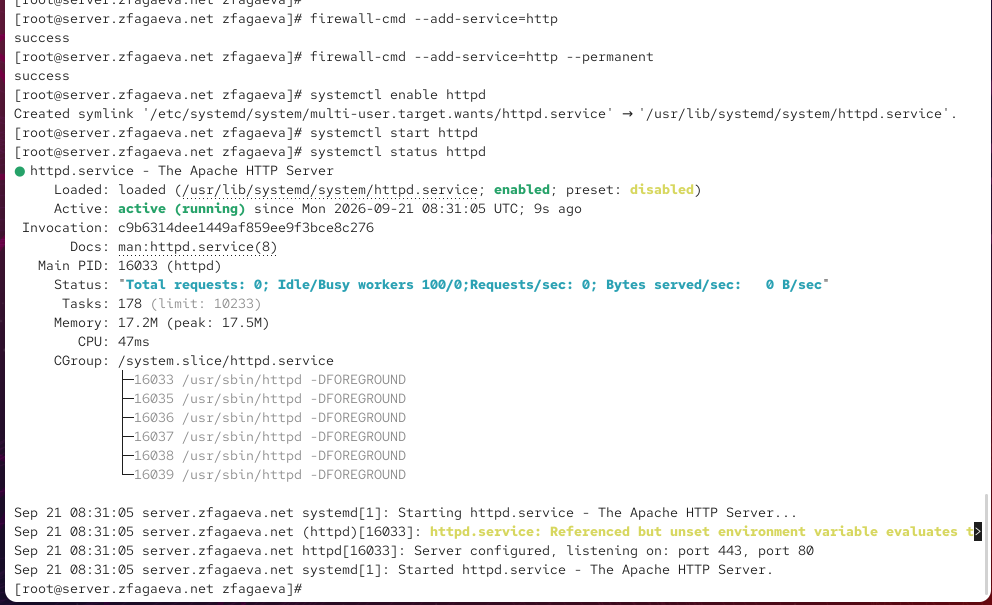 [root@server.zfagaeva.net zfagaeva]#
[root@server.zfagaeva.net zfagaeva]# firewall-cmd --add-service=http
success
[root@server.zfagaeva.net zfagaeva]# firewall-cmd --add-service=http --permanent
success
[root@server.zfagaeva.net zfagaeva]# systemctl enable httpd
Created symlink '/etc/systemd/system/multi-user.target.wants/httpd.service' → '/usr/lib/systemd/system/httpd.service'.
[root@server.zfagaeva.net zfagaeva]# systemctl start httpd
[root@server.zfagaeva.net zfagaeva]# systemctl status httpd
● httpd.service - The Apache HTTP Server
Loaded: loaded (/usr/lib/systemd/system/httpd.service; enabled; preset: disabled)
Active: active (running) since Mon 2026-09-21 08:31:05 UTC; 9s ago
Invocation: c9b6314dee1449af859ee9f3bce8c276
Docs: man:httpd.service(8)
Main PID: 16033 (httpd)
Status: "Total requests: 0; Idle/Busy workers 100/0;Requests/sec: 0; Bytes served/sec:   0 B/sec"
Tasks: 178 (limit: 10233)
Memory: 17.2M (peak: 17.5M)
CPU: 47ms
CGroup: /system.slice/httpd.service
├─16033 /usr/sbin/httpd -DFOREGROUND
├─16035 /usr/sbin/httpd -DFOREGROUND
├─16036 /usr/sbin/httpd -DFOREGROUND
├─16037 /usr/sbin/httpd -DFOREGROUND
├─16038 /usr/sbin/httpd -DFOREGROUND
└─16039 /usr/sbin/httpd -DFOREGROUND
Sep 21 08:31:05 server.zfagaeva.net systemd[1]: Starting httpd.service - The Apache HTTP Server...
Sep 21 08:31:05 server.zfagaeva.net (httpd)[16033]: httpd.service: Referenced but unset environment variable evaluates t>
Sep 21 08:31:05 server.zfagaeva.net httpd[16033]: Server configured, listening on: port 443, port 80
Sep 21 08:31:05 server.zfagaeva.net systemd[1]: Started httpd.service - The Apache HTTP Server.
[root@server.zfagaeva.net zfagaeva]#